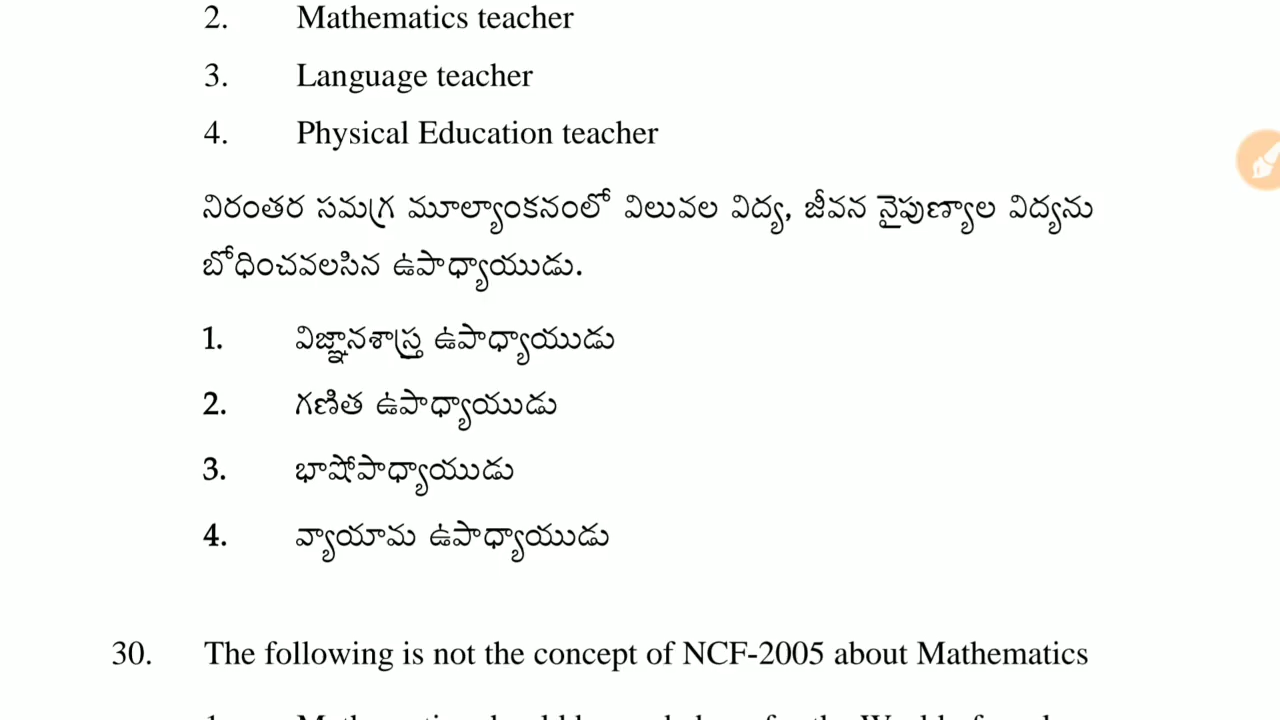 2. Mathematics teacher
3. Language teacher
4. Physical Education teacher
నిరంతర సమగ్ర మూల్యాంకనంలో విలువల విద్య, జీవన నైపుణ్యాల విద్యను
బోధించవలసిన ఉపాధ్యాయుడు.
1. విజ్ఞానశాస్త్ర ఉపాధ్యాయుడు
2. గణిత ఉపాధ్యాయుడు
3. భాషోపాధ్యాయుడు
4. వ్యాయామ ఉపాధ్యాయుడు
30. The following is not the concept of NCF-2005 about Mathematics